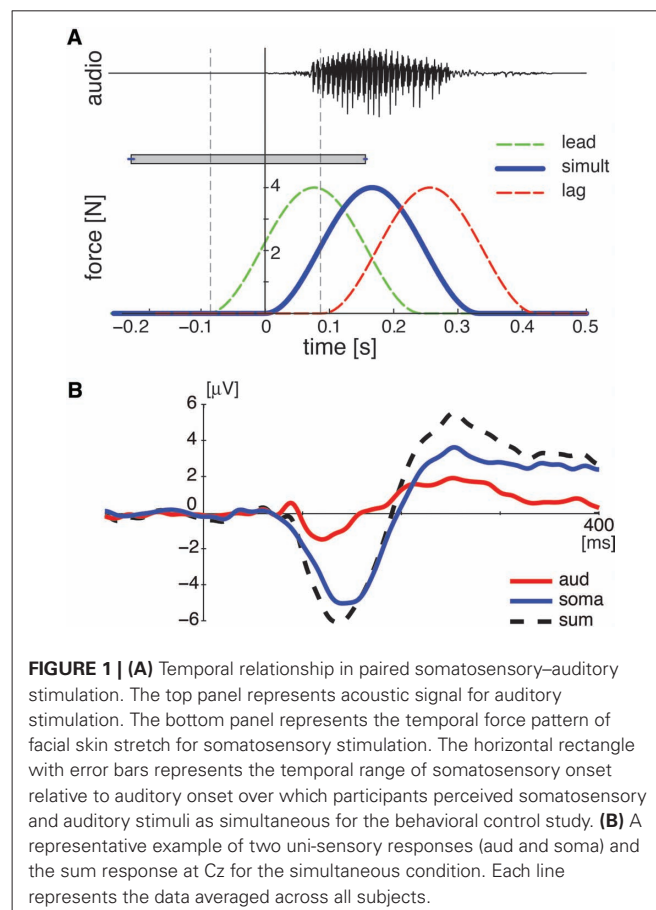 A
audio
lead
simult
lag
force [N]
4
2
-0.2
-0.1
0
0.1
0.2
0.3
0.4
0.5
time [s]
B
[μV]
6
4
2
0
−2
−4
−6
400
[ms]
aud
soma
sum
FIGURE 1 | (A) Temporal relationship in paired somatosensory–auditory
stimulation. The top panel represents acoustic signal for auditory
stimulation. The bottom panel represents the temporal force pattern of
facial skin stretch for somatosensory stimulation. The horizontal rectangle
with error bars represents the temporal range of somatosensory onset
relative to auditory onset over which participants perceived somatosensory
and auditory stimuli as simultaneous for the behavioral control study. (B) A
representative example of two uni-sensory responses (aud and soma) and
the sum response at Cz for the simultaneous condition. Each line
represents the data averaged across all subjects.